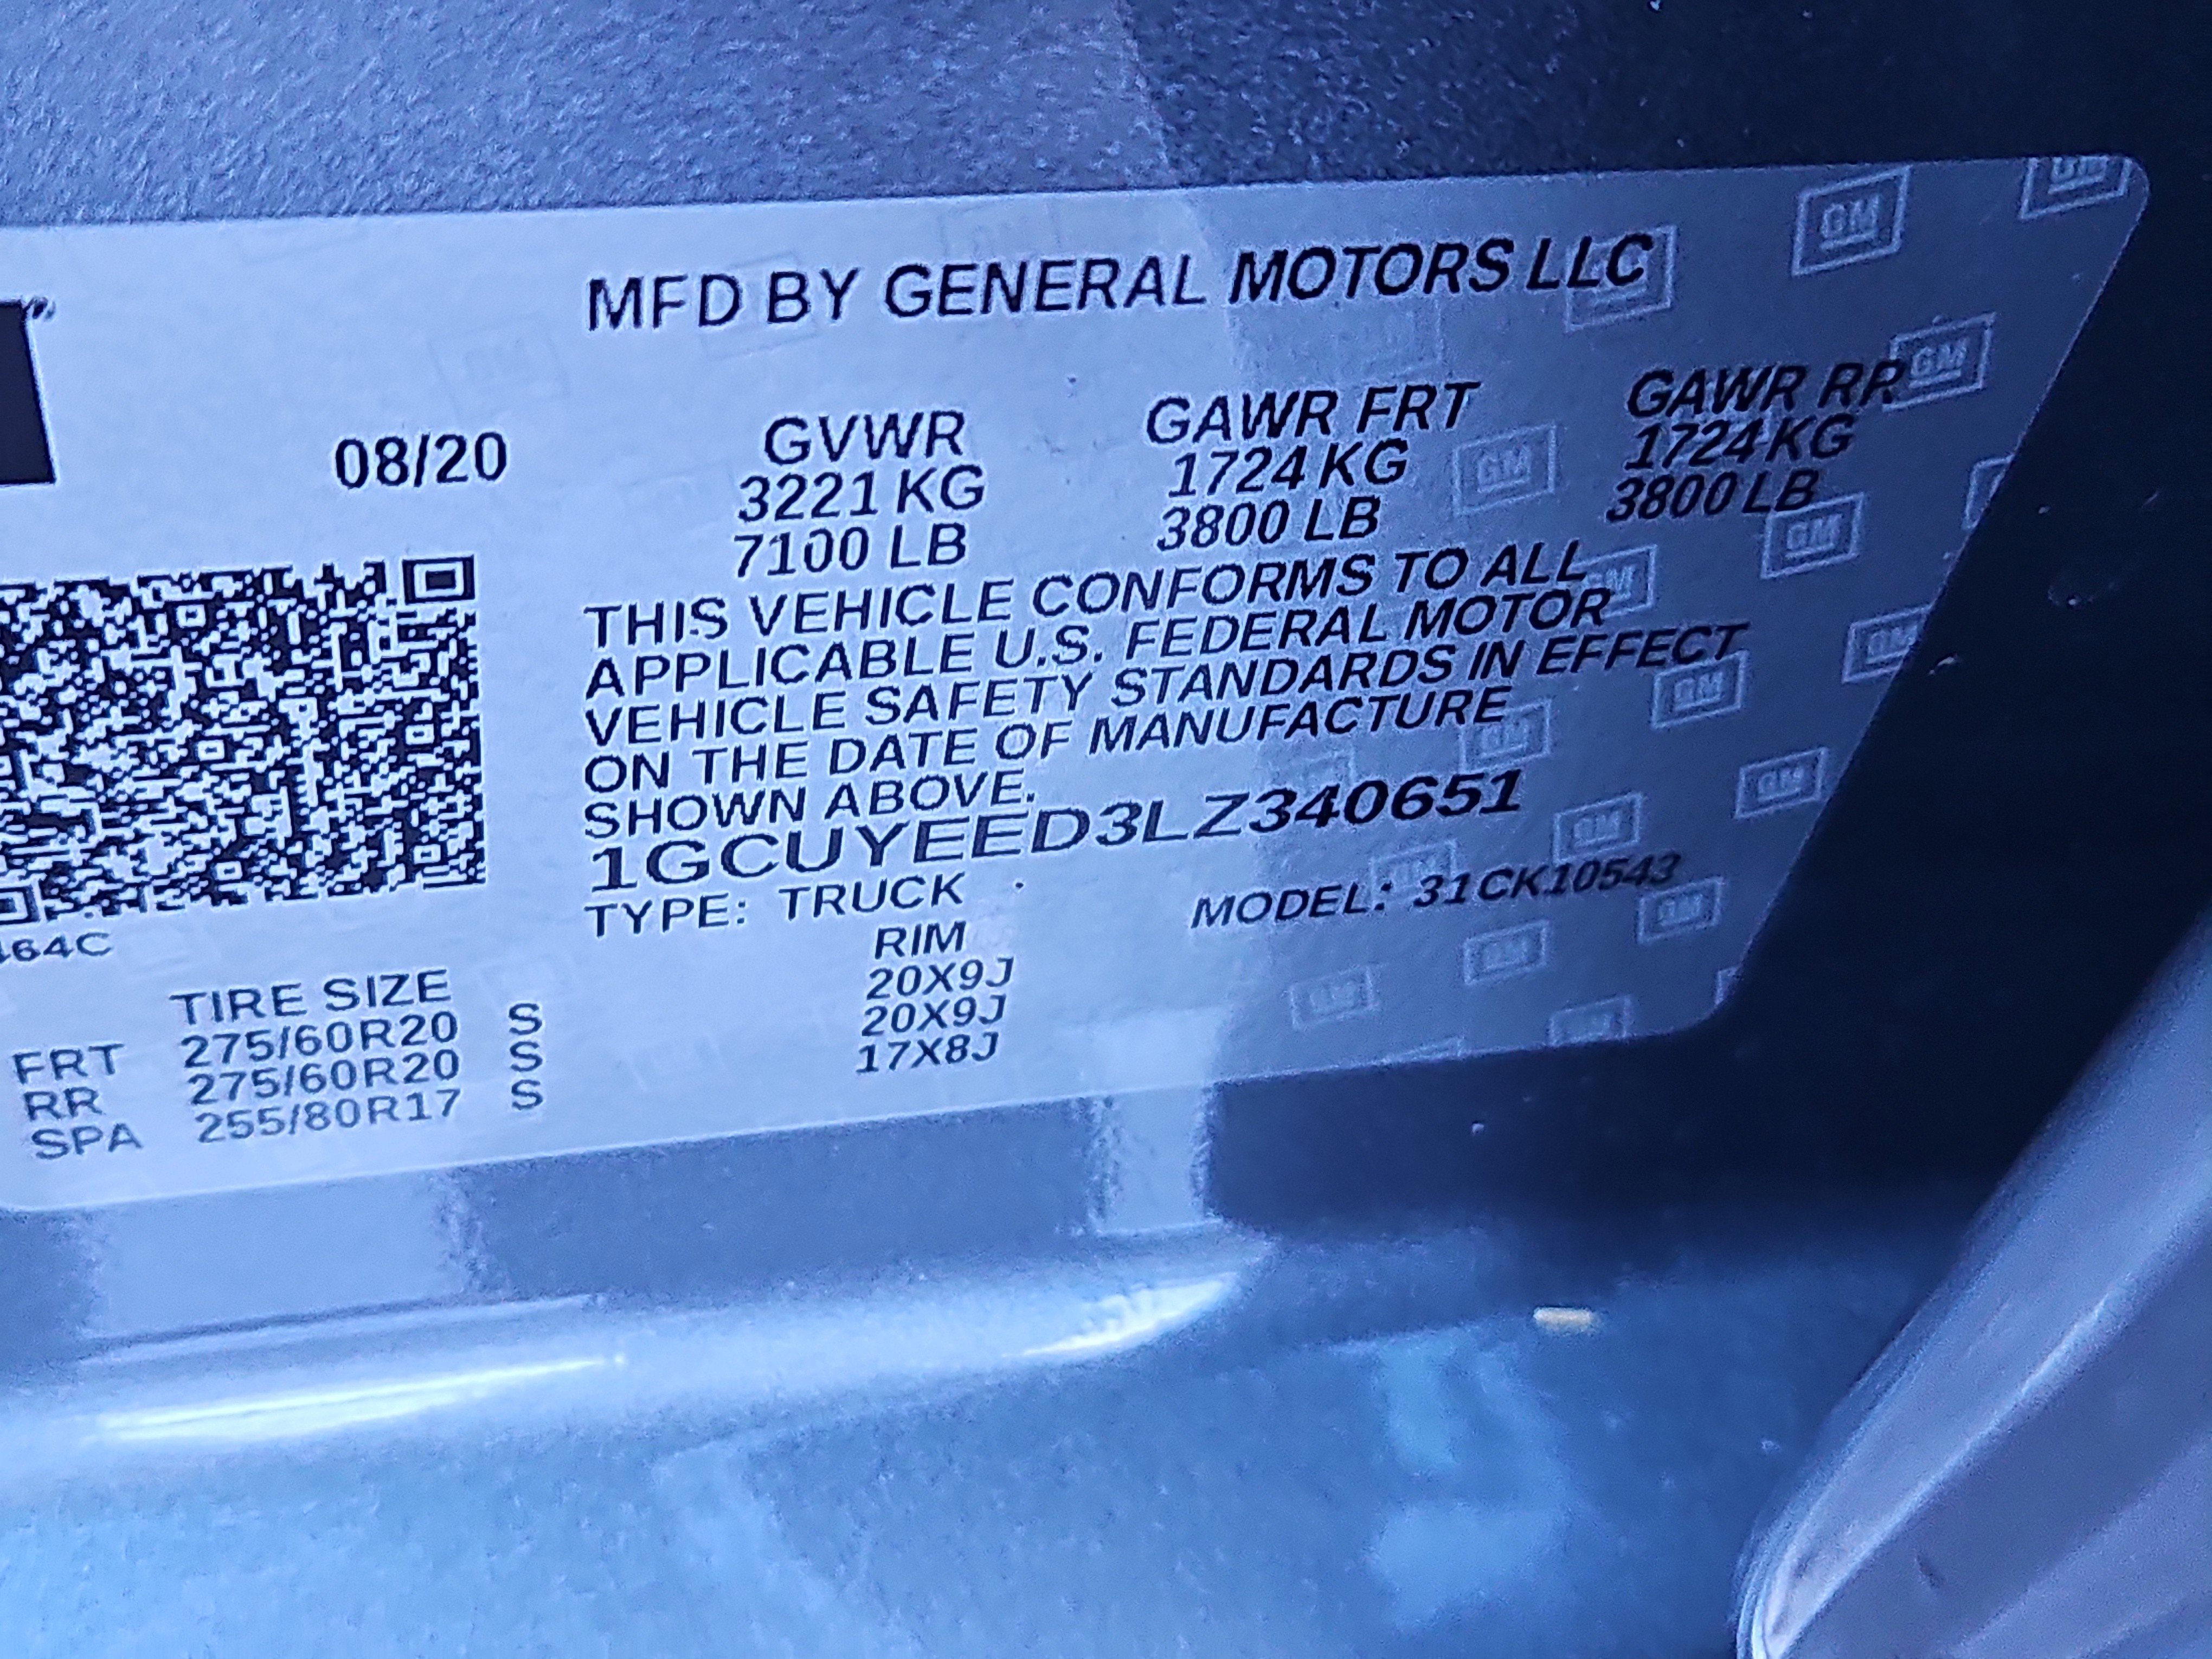 MFD BY GENERAL MOTORS LLC
08/20
GVWR GAWR FRT GAWR RR
3221 KG 1724 KG 1724 KG
7100 LB 3800 LB 3800 LB
THIS VEHICLE CONFORMS TO ALL
APPLICABLE U.S. FEDERAL MOTOR
VEHICLE SAFETY STANDARDS IN EFFECT
ON THE DATE OF MANUFACTURE
SHOWN ABOVE.
1GCUYEED3LZ340651
TYPE: TRUCK MODEL: 31CK10543
464C
TIRE SIZE RIM
FRT 275/60R20 S 20X9J
RR 275/60R20 S 20X9J
SPA 255/80R17 S 17X8J
GM